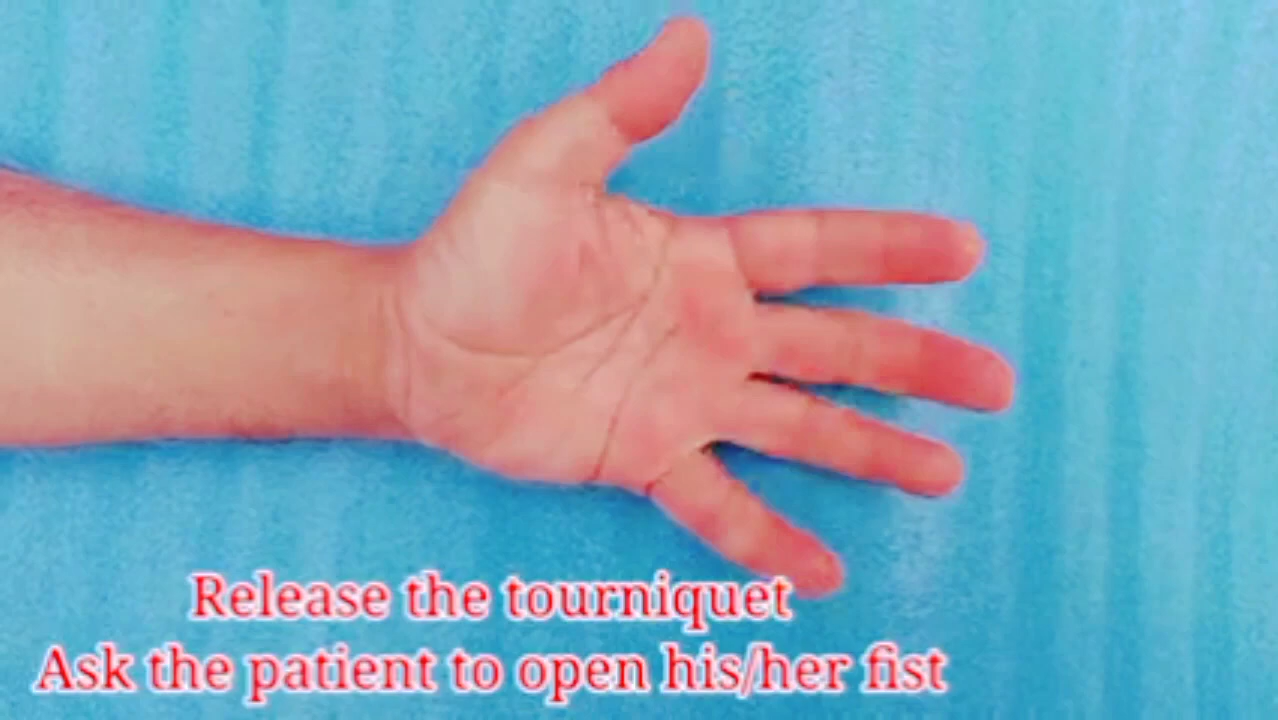 Release the tourniquet
Ask the patient to open his/her fist